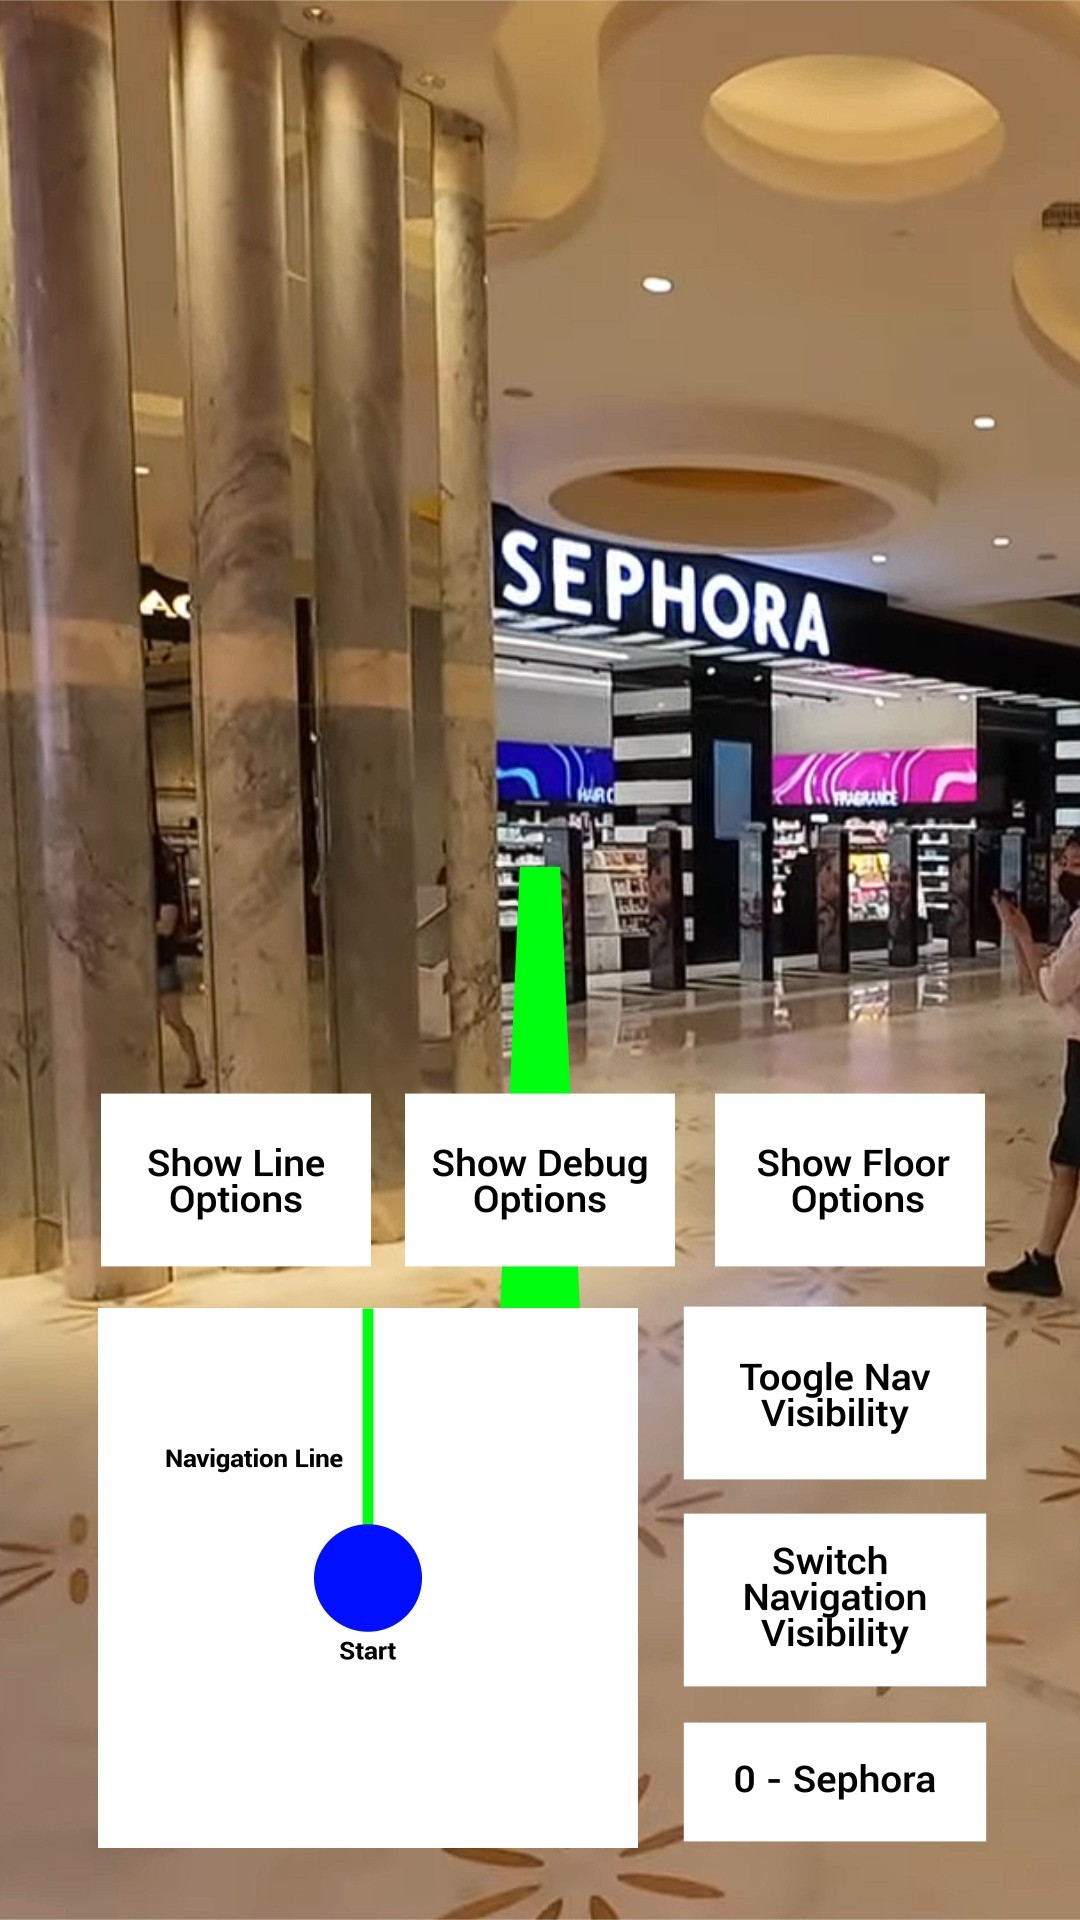 SEPHORA
FRAGRANCE
Show Line
Options
Show Debug
Options
Show Floor
Options
Navigation Line
Start
Toogle Nav
Visibility
Switch
Navigation
Visibility
0 - Sephora